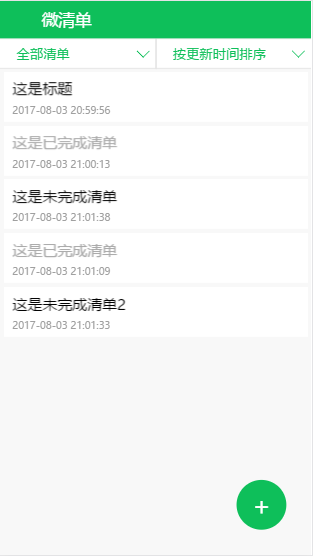 微清单
全部清单 按更新时间排序
这是标题
2017-08-03 20:59:56
这是已完成清单
2017-08-03 21:00:13
这是未完成清单
2017-08-03 21:01:38
这是已完成清单
2017-08-03 21:01:09
这是未完成清单2
2017-08-03 21:01:33
+